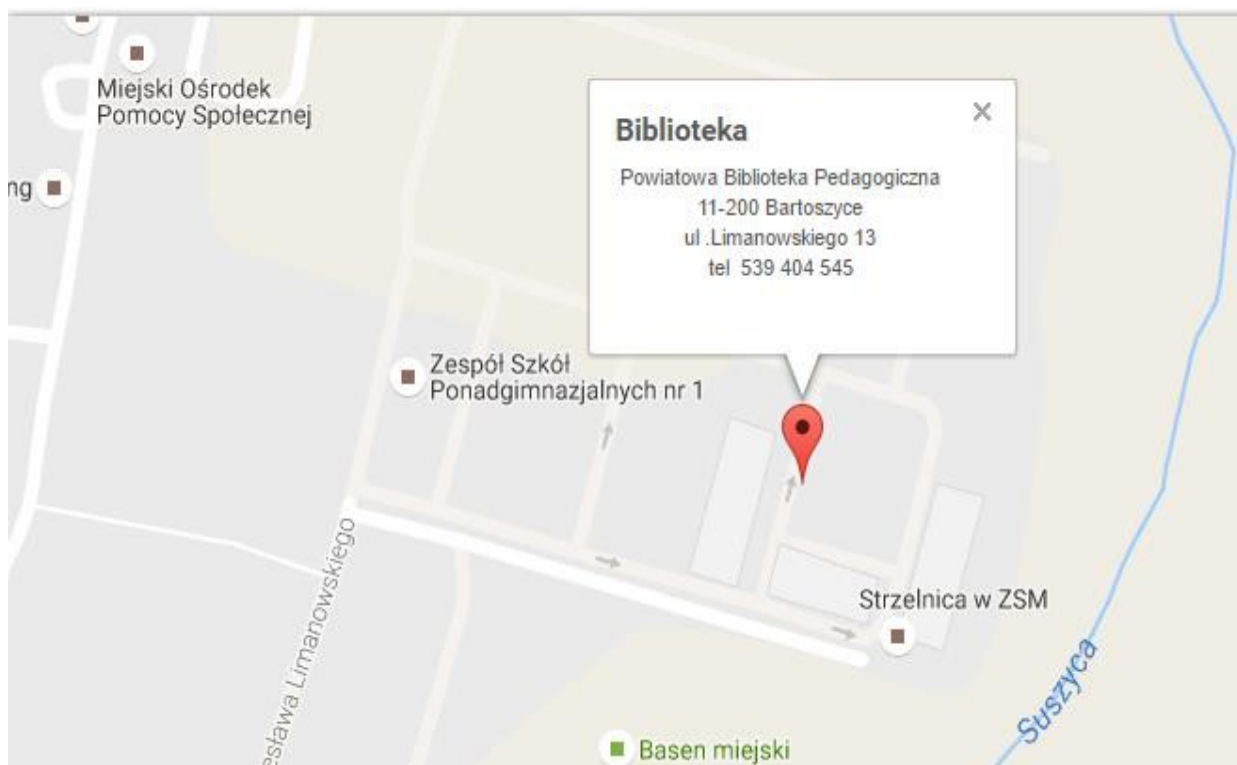 Miejski Ośrodek
Pomocy Społecznej
ng
Biblioteka
Powiatowa Biblioteka Pedagogiczna
11-200 Bartoszyce
ul .Limanowskiego 13
tel 539 404 545
Zespół Szkół
Ponadgimnazjalnych nr 1
esława Limanowskiego
Strzelnica w ZSM
Suszyca
Basen miejski